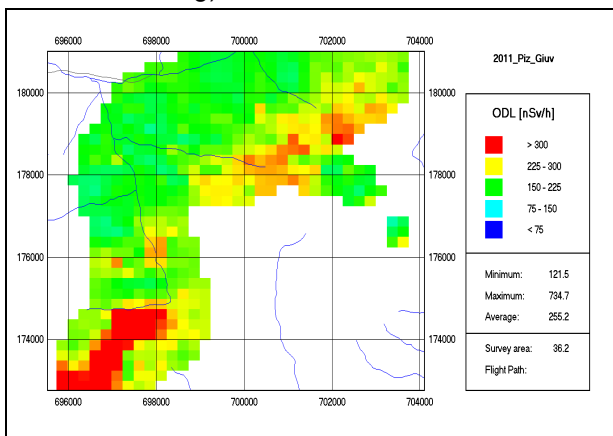 696000 698000 700000 702000 704000
2011_Piz_Giuv
180000 180000
ODL [nSv/h]
> 300
225 - 300
150 - 225
75 - 150
< 75
178000 178000
176000 176000
Minimum: 121.5
Maximum: 734.7
Average: 255.2
174000 174000
Survey area: 36.2
Flight Path:
696000 698000 700000 702000 704000